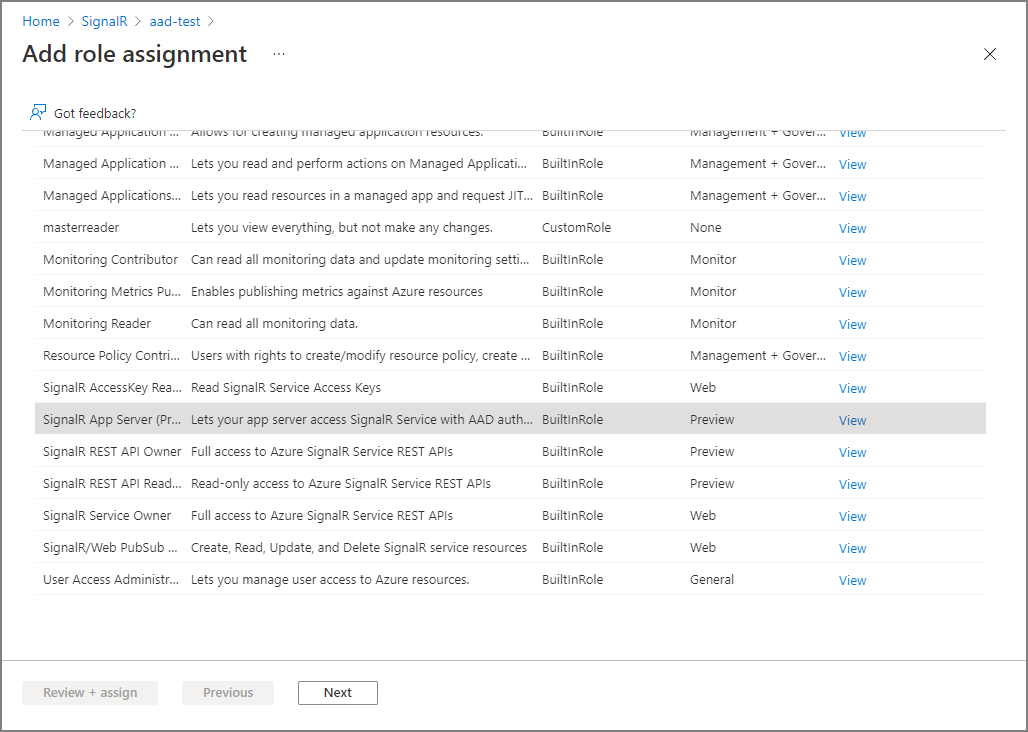 Home > SignalR > aad-test >
Add role assignment ...
Got feedback?
Managed Application ... Allows for creating managed application resources. BuiltInRole Management + Gover... View
Managed Application ... Lets you read and perform actions on Managed Applicati... BuiltInRole Management + Gover... View
Managed Applications... Lets you read resources in a managed app and request JIT... BuiltInRole Management + Gover... View
masterreader Lets you view everything, but not make any changes. CustomRole None View
Monitoring Contributor Can read all monitoring data and update monitoring setti... BuiltInRole Monitor View
Monitoring Metrics Pu... Enables publishing metrics against Azure resources BuiltInRole Monitor View
Monitoring Reader Can read all monitoring data. BuiltInRole Monitor View
Resource Policy Contri... Users with rights to create/modify resource policy, create ... BuiltInRole Management + Gover... View
SignalR AccessKey Rea... Read SignalR Service Access Keys BuiltInRole Web View
SignalR App Server (Pr... Lets your app server access SignalR Service with AAD auth... BuiltInRole Preview View
SignalR REST API Owner Full access to Azure SignalR Service REST APIs BuiltInRole Preview View
SignalR REST API Read... Read-only access to Azure SignalR Service REST APIs BuiltInRole Preview View
SignalR Service Owner Full access to Azure SignalR Service REST APIs BuiltInRole Web View
SignalR/Web PubSub ... Create, Read, Update, and Delete SignalR service resources BuiltInRole Web View
User Access Administr... Lets you manage user access to Azure resources. BuiltInRole General View
Review + assign Previous Next